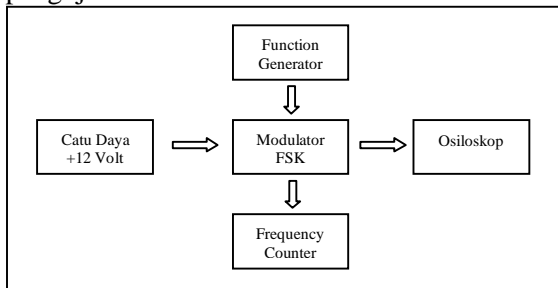 Function
Generator
Catu Daya
+12 Volt
Modulator
FSK
Osiloskop
Frequency
Counter